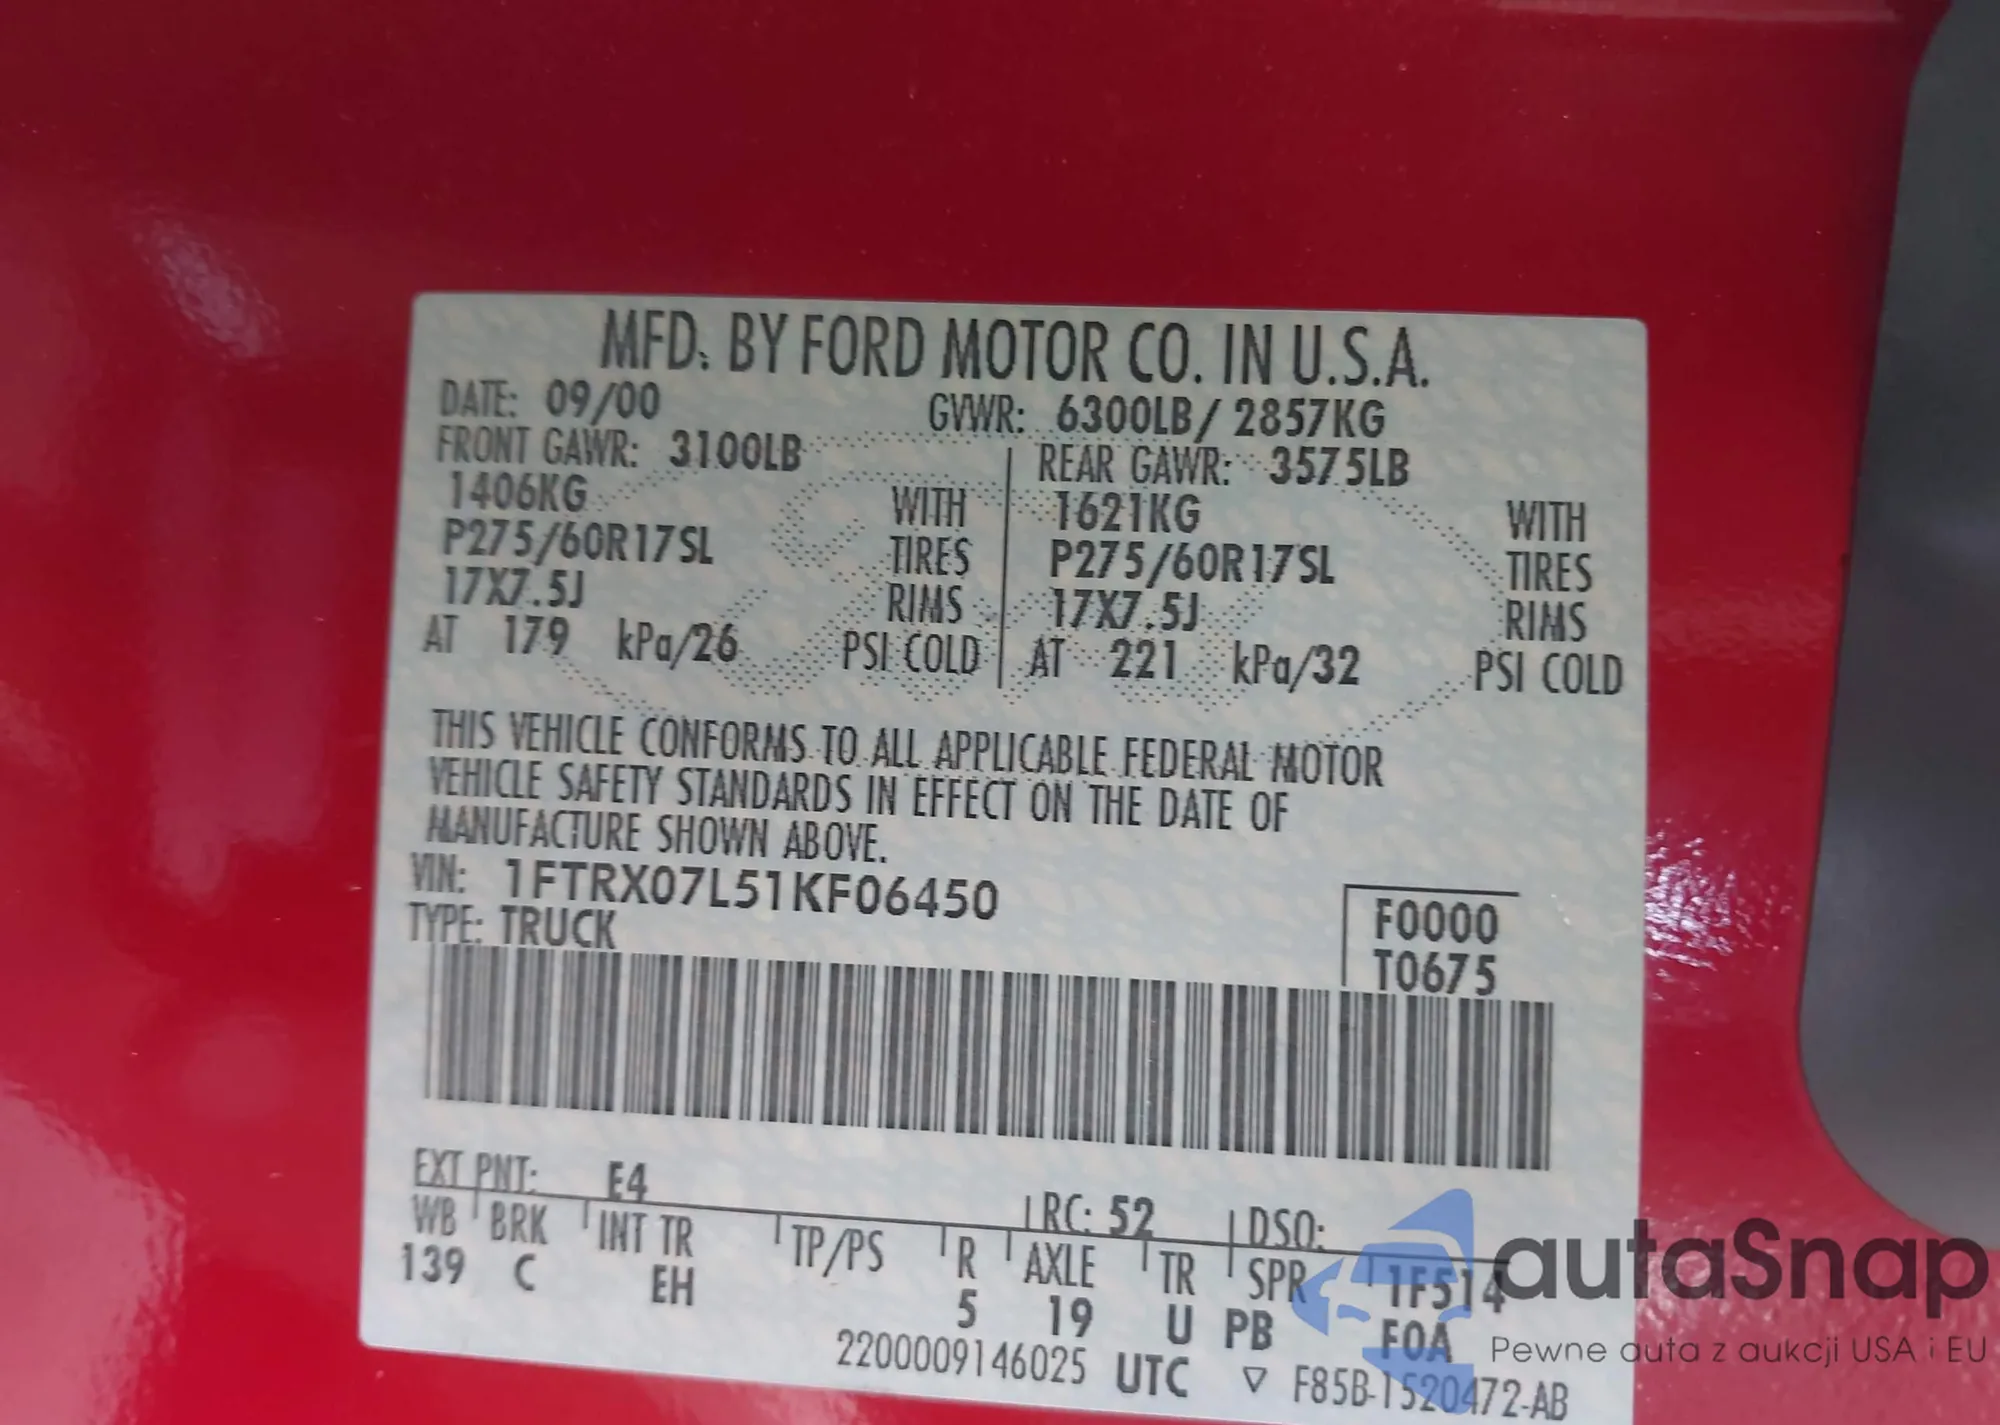 MFD. BY FORD MOTOR CO. IN U.S.A.
DATE: 09/00 GVWR: 6300LB/ 2857KG
FRONT GAWR: 3100LB REAR GAWR: 3575LB
1406KG WITH 1621KG WITH
P275/60R17SL TIRES P275/60R17SL TIRES
17X7.5J RIMS 17X7.5J RIMS
AT 179 kPa/26 PSI COLD AT 221 kPa/32 PSI COLD
THIS VEHICLE CONFORMS TO ALL APPLICABLE FEDERAL MOTOR
VEHICLE SAFETY STANDARDS IN EFFECT ON THE DATE OF
MANUFACTURE SHOWN ABOVE.
VIN: 1FTRX07L51KF06450 F0000
TYPE: TRUCK T0675
EXT PNT: E4 RC: 52 DSO:
WB BRK INT TR TP/PS R AXLE TR SPR 1F514
139 C EH 5 19 U PB F0A
2200009146025 UTC ▽ F85B-1520472-AB
autaSnap
Pewne auta z aukcji USA i EU